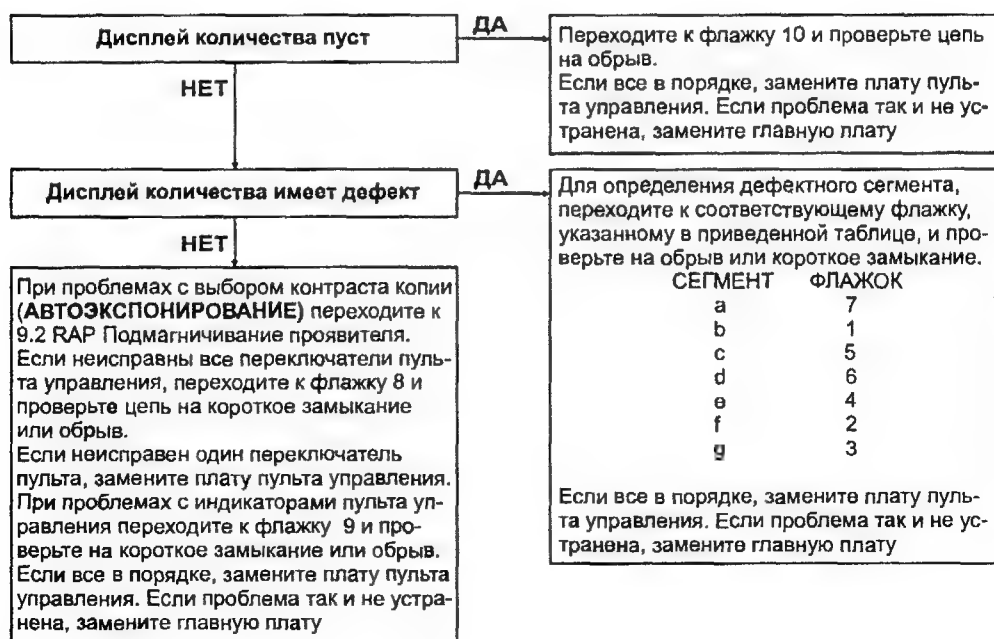 Дисплей количества пуст
ДА
Переходите к флажку 10 и проверьте цепь
на обрыв.
Если все в порядке, замените плату пуль-
та управления. Если проблема так и не ус-
транена, замените главную плату
НЕТ
Дисплей количества имеет дефект
ДА
Для определения дефектного сегмента,
переходите к соответствующему флажку,
указанному в приведенной таблице, и про-
верьте на обрыв или короткое замыкание.
СЕГМЕНТ ФЛАЖОК
a 7
b 1
c 5
d 6
e 4
f 2
g 3
Если все в порядке, замените плату пуль-
та управления. Если проблема так и не ус-
транена, замените главную плату
НЕТ
При проблемах с выбором контраста копии
(АВТОЭКСПОНИРОВАНИЕ) переходите к
9.2 RAP Подмагничивание проявителя.
Если неисправны все переключатели пуль-
та управления, переходите к флажку 8 и
проверьте цепь на короткое замыкание
или обрыв.
Если неисправен один переключатель
пульта, замените плату пульта управления.
При проблемах с индикаторами пульта уп-
равления переходите к флажку 9 и про-
верьте на короткое замыкание или обрыв.
Если все в порядке, замените плату пульта
управления. Если проблема так и не устра-
нена, замените главную плату